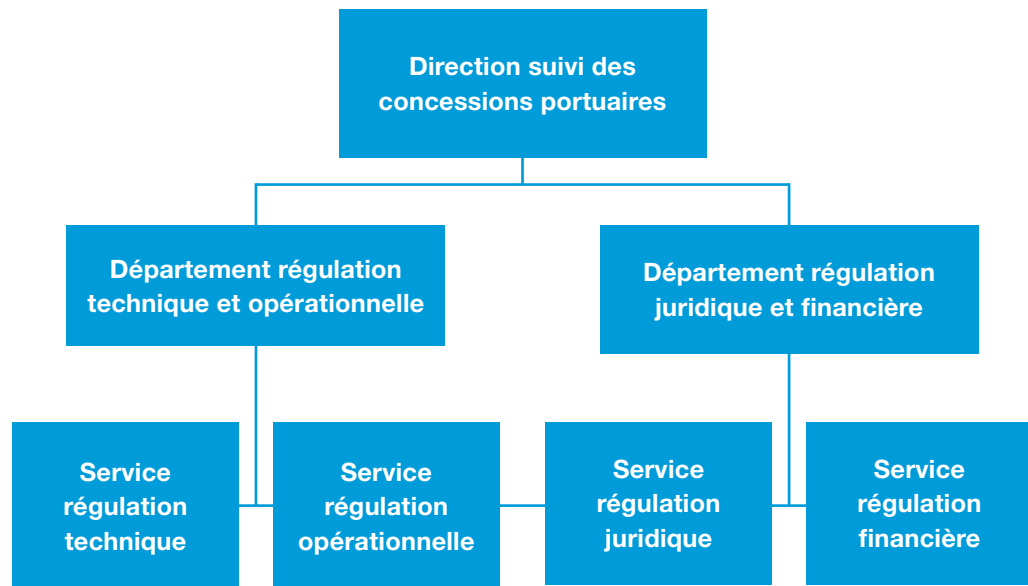 Direction suivi des
concessions portuaires
Département régulation
technique et opérationnelle
Département régulation
juridique et financière
Service
régulation
technique
Service
régulation
opérationnelle
Service
régulation
juridique
Service
régulation
financière